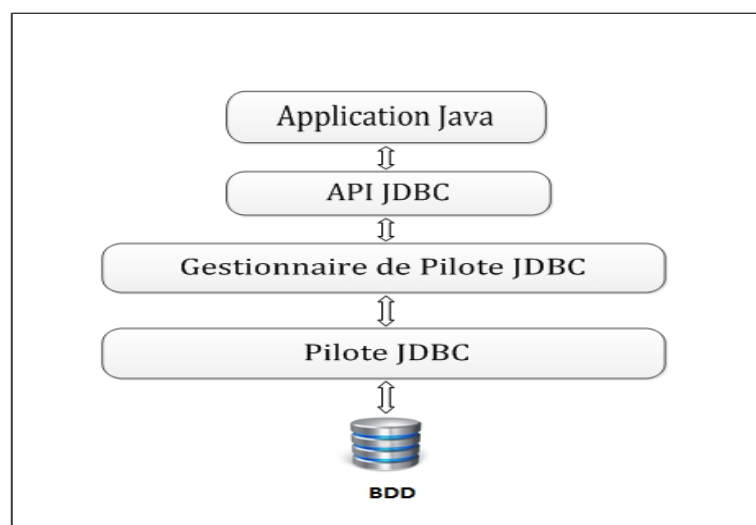 Application Java
API JDBC
Gestionnaire de Pilote JDBC
Pilote JDBC
BDD